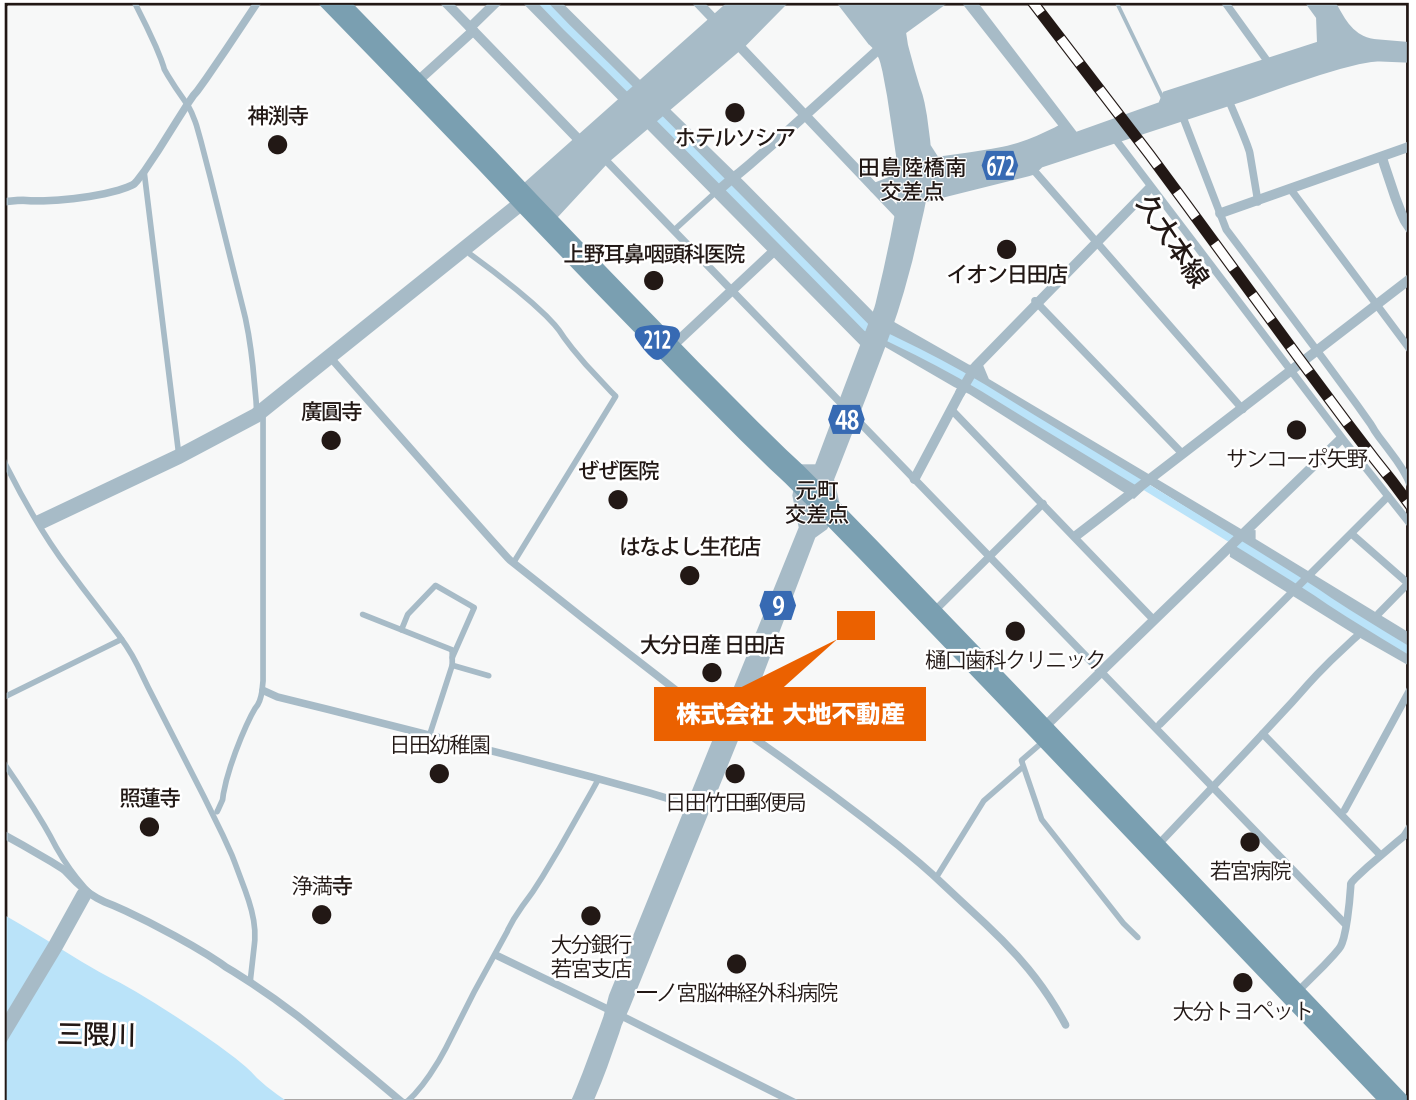 神渕寺
ホテルソシア
田島陸橋南
交差点
672
久大本線
上野耳鼻咽頭科医院
イオン日田店
212
廣圓寺
48
サンコーポ矢野
ぜぜ医院
元町
交差点
はなよし生花店
9
大分日産 日田店
樋口歯科クリニック
株式会社 大地不動産
日田幼稚園
照蓮寺
日田竹田郵便局
若宮病院
浄満寺
大分銀行
若宮支店
一ノ宮脳神経外科病院
大分トヨペット
三隈川